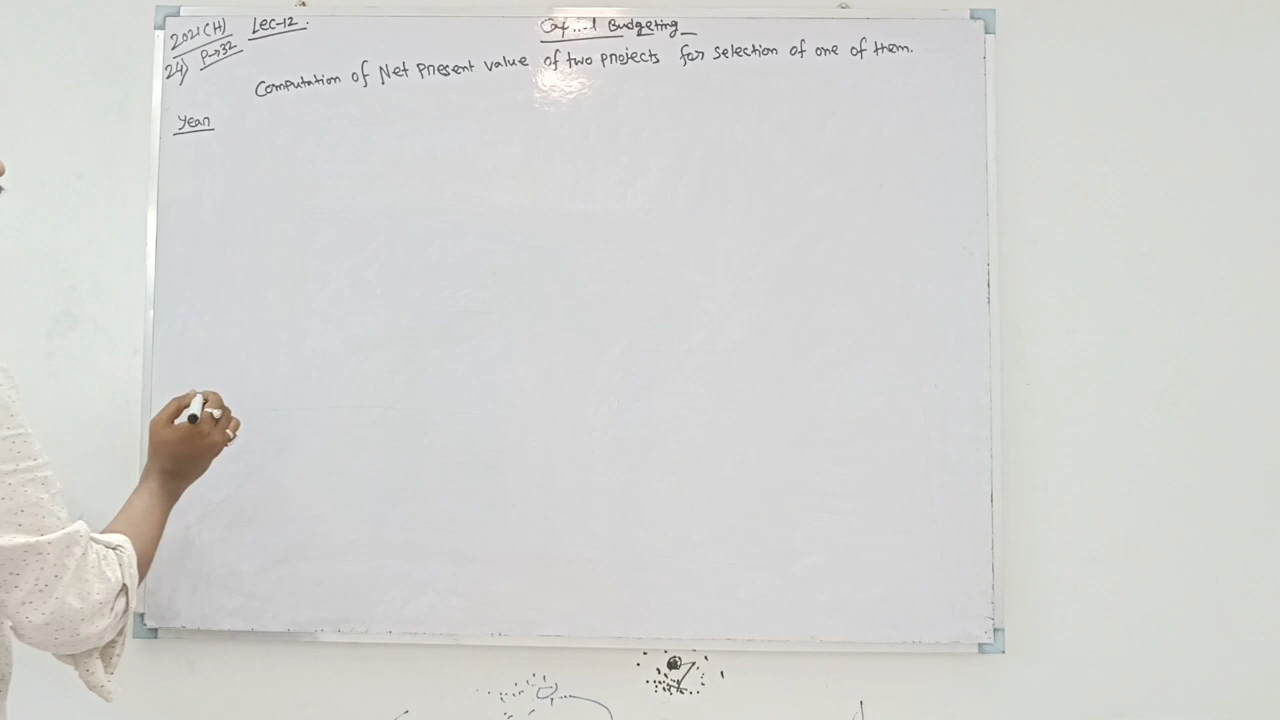 2021(H) Lec-12.
P→32
Budgeting
24) Computation of Net present value of two projects for selection of one of them.
Year